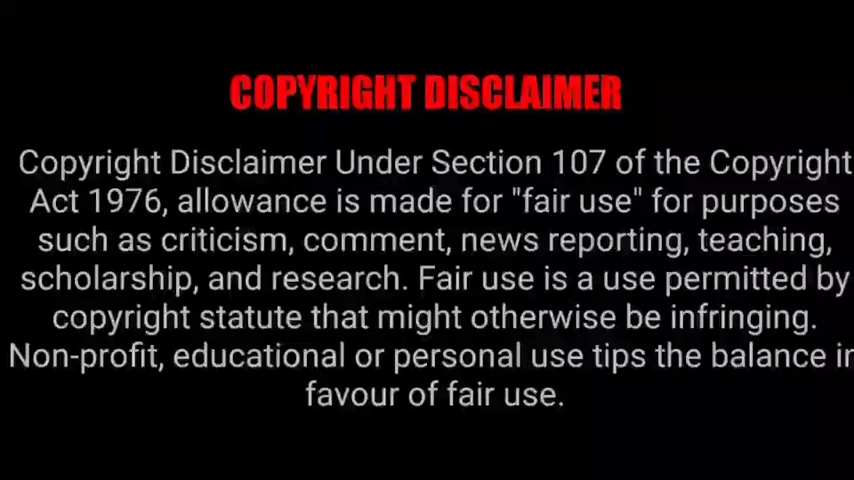 COPYRIGHT DISCLAIMER
Copyright Disclaimer Under Section 107 of the Copyright
Act 1976, allowance is made for "fair use" for purposes
such as criticism, comment, news reporting, teaching,
scholarship, and research. Fair use is a use permitted by
copyright statute that might otherwise be infringing.
Non-profit, educational or personal use tips the balance in
favour of fair use.